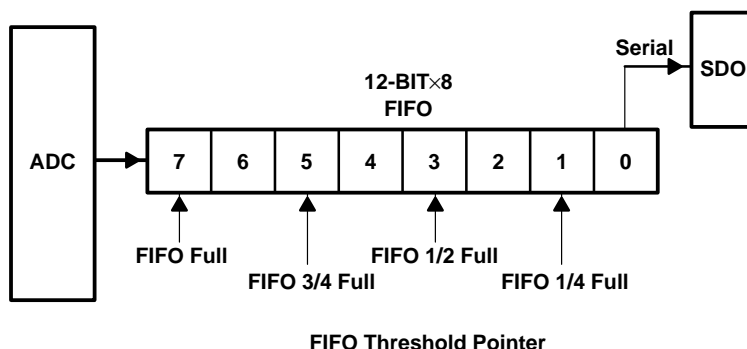 Serial
SDO
12-BIT×8
FIFO
ADC
7 6 5 4 3 2 1 0
FIFO Full
FIFO 1/2 Full
FIFO 3/4 Full
FIFO 1/4 Full
FIFO Threshold Pointer